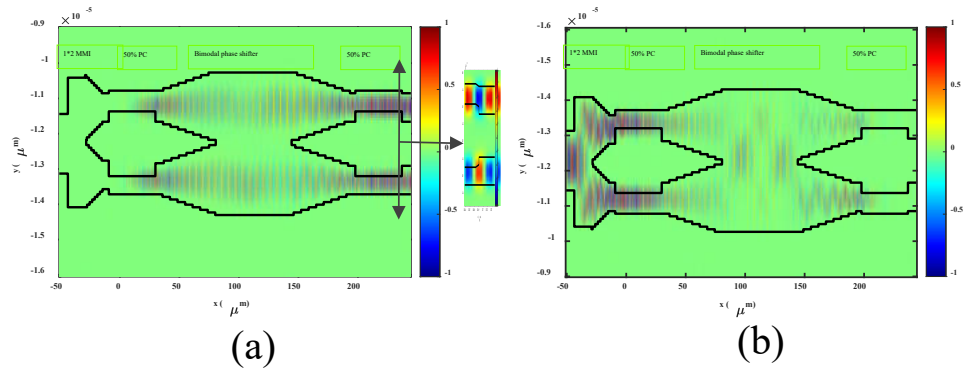 × 10 -5
-0.9
-1
-1.1
-1.2
-1.3
-1.4
-1.5
-1.6
y ( μm)
1*2 MMI
50% PC
Bimodal phase shifter
50% PC
-50
0
50
100
150
200
x ( μm)
1
0.5
0
-0.5
-1
(a)
× 10 -5
-1.6
-1.5
-1.4
-1.3
-1.2
-1.1
-1
-0.9
y ( μm)
1*2 MMI
50% PC
Bimodal phase shifter
50% PC
-50
0
50
100
150
200
x ( μm)
1
0.5
0
-0.5
-1
(b)